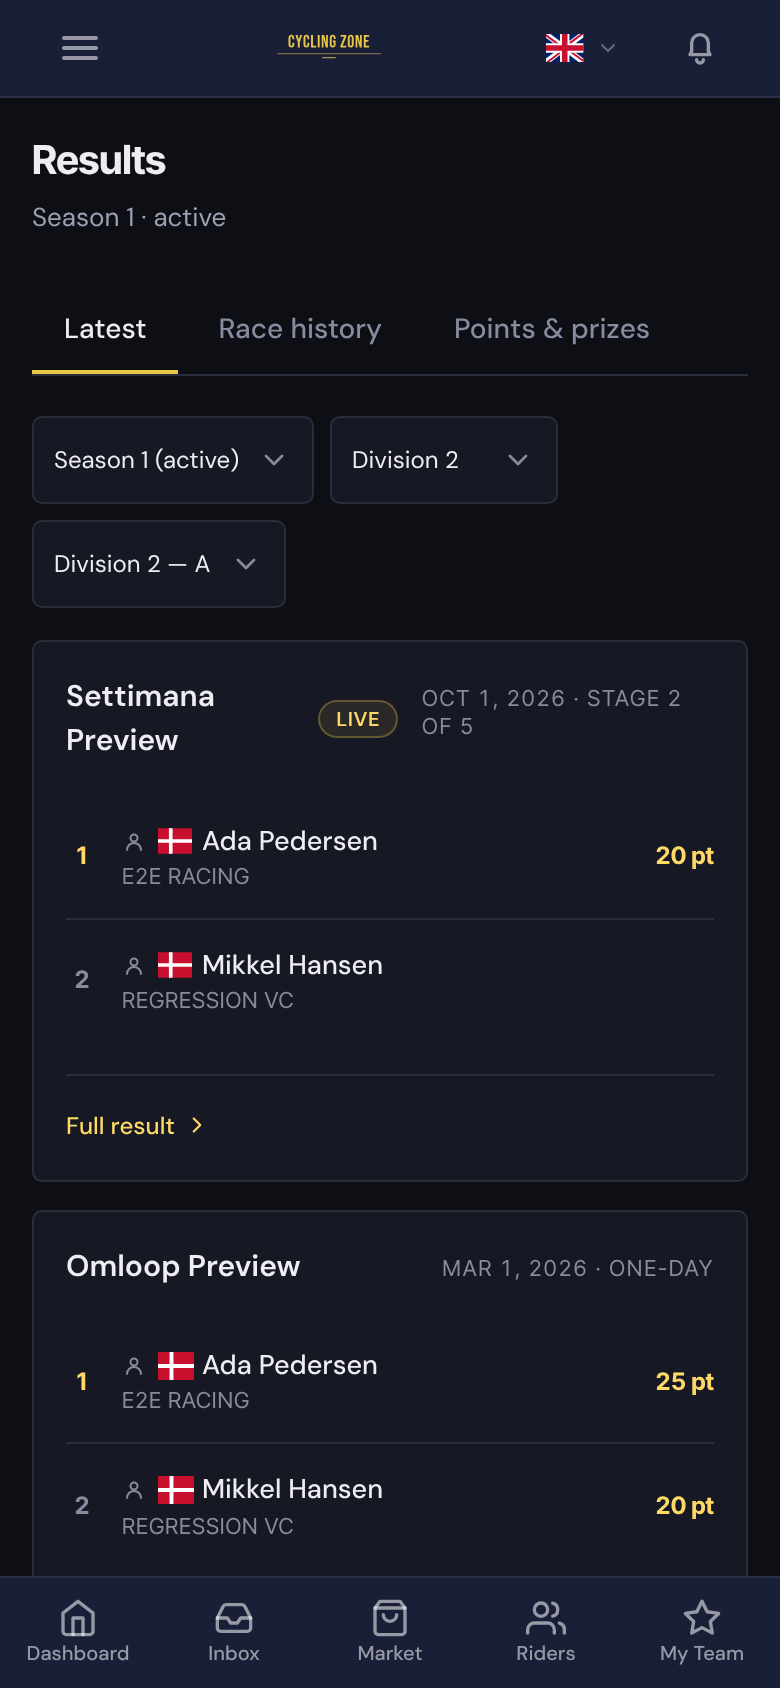 CYCLING ZONE
Results
Season 1 · active
Latest
Race history
Points & prizes
Season 1 (active)
Division 2
Division 2 — A
Settimana
Preview
LIVE
OCT 1, 2026 · STAGE 2
OF 5
1
Ada Pedersen
20 pt
E2E RACING
2
Mikkel Hansen
REGRESSION VC
Full result
Omloop Preview
MAR 1, 2026 · ONE-DAY
1
Ada Pedersen
25 pt
E2E RACING
2
Mikkel Hansen
20 pt
REGRESSION VC
Dashboard
Inbox
Market
Riders
My Team